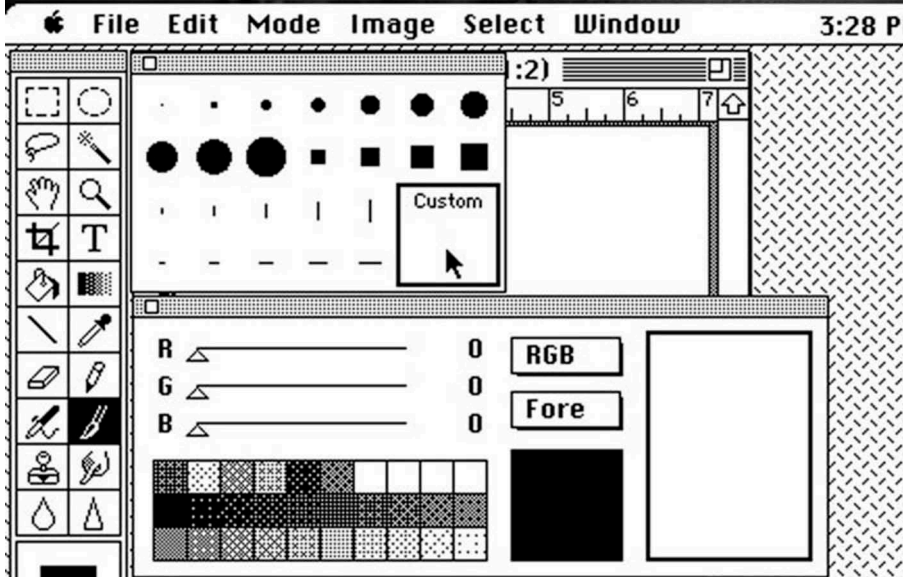 File Edit Mode Image Select Window 3:28 P
:2)
5 6 7
T
Custom
R 0 RGB
G 0
B 0
Fore